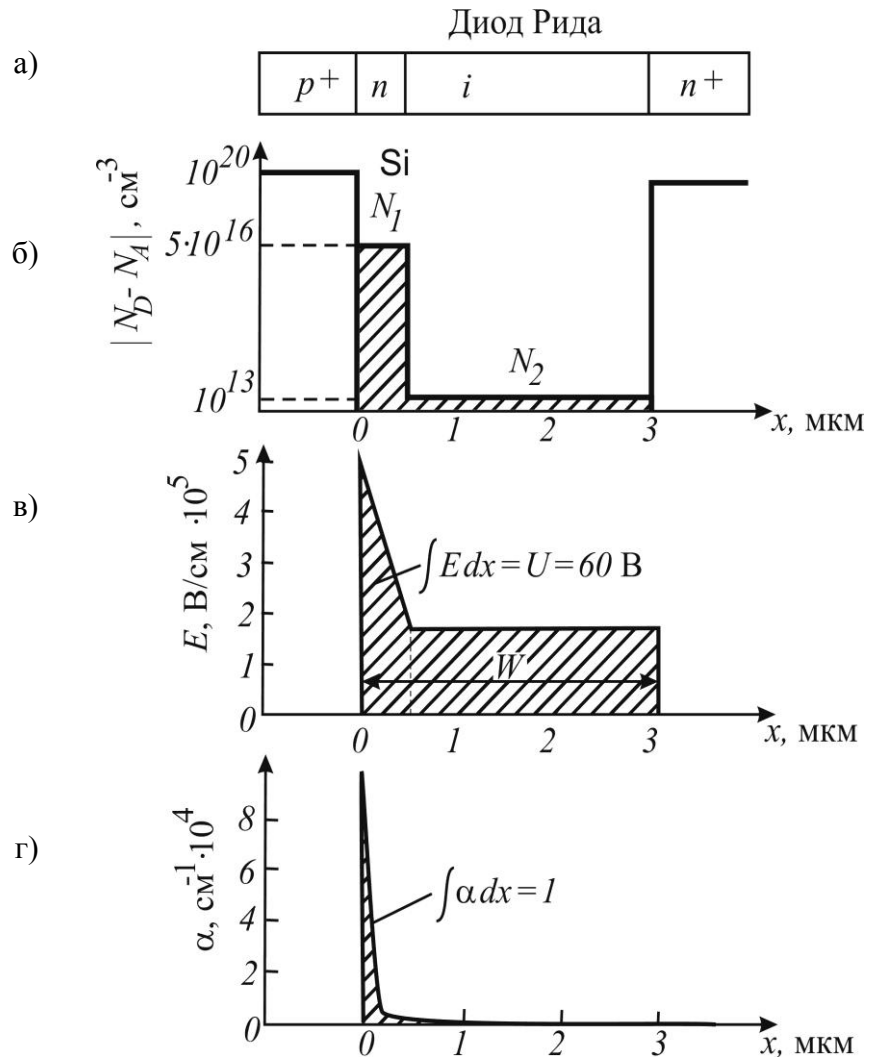 Диод Рида
а)
p+ n i n+
б)
|N_D - N_A|, см^-3
10^20
5·10^16
10^13
Si
N_1
N_2
0 1 2 3 x, мкм
в)
E, В/см ·10^5
5
4
3
2
1
0
∫Edx = U = 60 В
W
0 1 2 3 x, мкм
г)
α, см^-1·10^4
8
6
4
2
0
∫αdx = 1
0 1 2 3 x, мкм